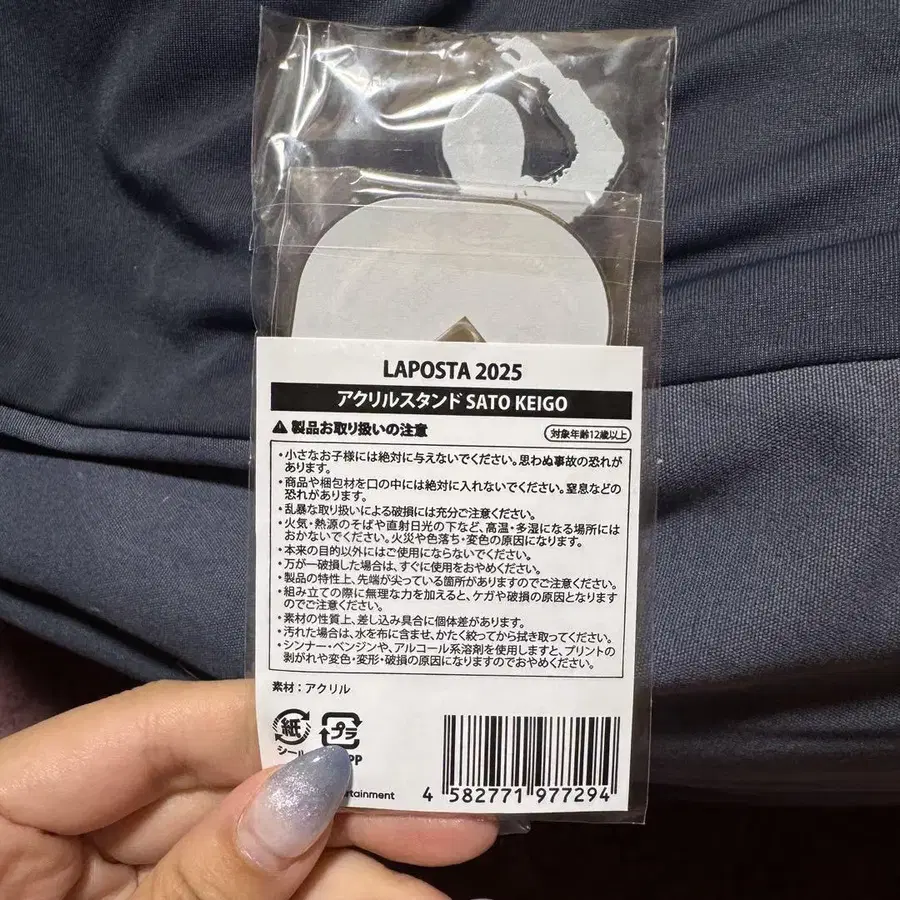 LAPOSTA 2025
アクリルスタンド SATO KEIGO
⚠ 製品お取り扱いの注意
対象年齢12歳以上
・小さなお子様には絶対に与えないでください。思わぬ事故の恐れが
あります。
・商品や梱包材を口の中には絶対に入れないでください。窒息などの
恐れがあります。
・乱暴な取り扱いによる破損には充分ご注意ください。
・火気・熱源のそばや直射日光の下など、高温・多湿になる場所には
おかないでください。火災や色落ち・変色の原因になります。
・本来の目的以外にはご使用にならないでください。
・万が一破損した場合は、すぐに使用をおやめください。
・製品の特性上、先端が尖っている箇所がありますのでご注意ください。
・組み立ての際に無理な力を加えると、ケガや破損の原因となります
のでご注意ください。
・素材の性質上、差し込み具合に個体差があります。
・汚れた場合は、水を布に含ませ、かたく絞ってから拭き取ってください。
・シンナー・ベンジンや、アルコール系溶剤を使用しますと、プリントの
剥がれや変色・変形・破損の原因になりますのでおやめください。
素材：アクリル
紙 プラ
シール PP
rtainment
4 582771 977294